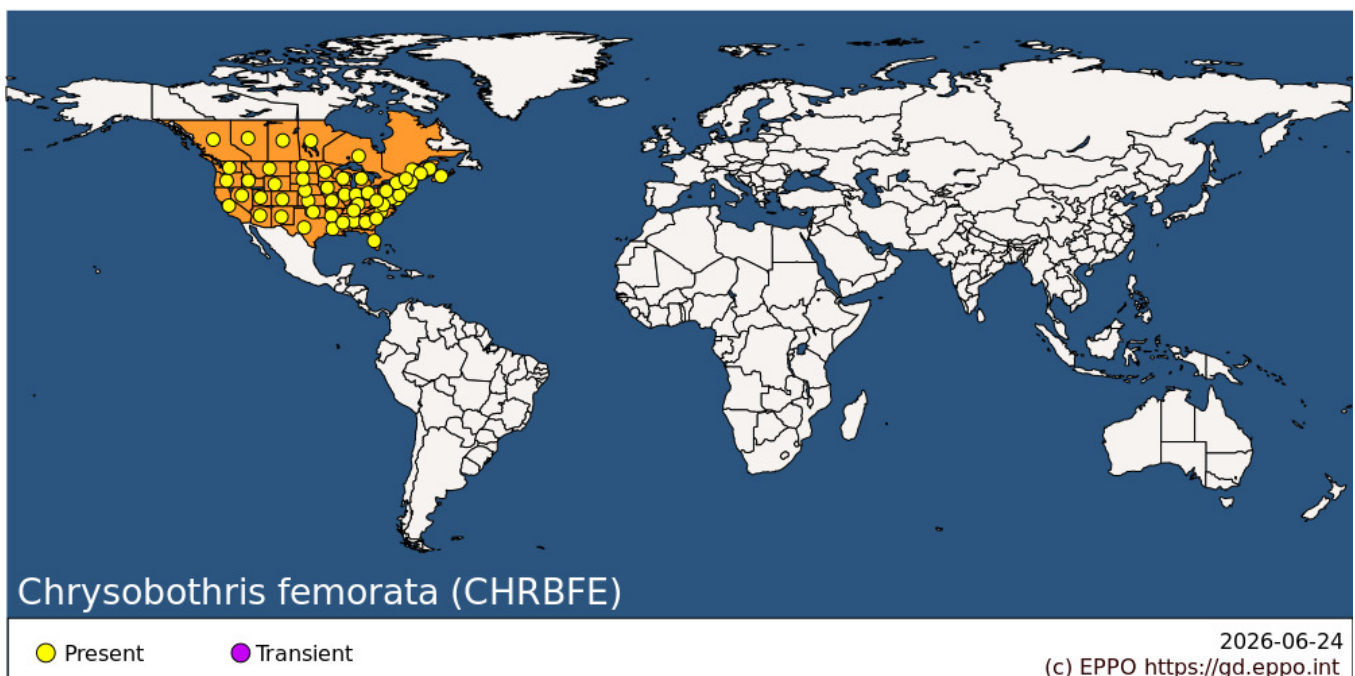 Chrysobothris femorata (CHRBFE)
Present
Transient
2026-06-24
(c) EPPO https://gd.eppo.int